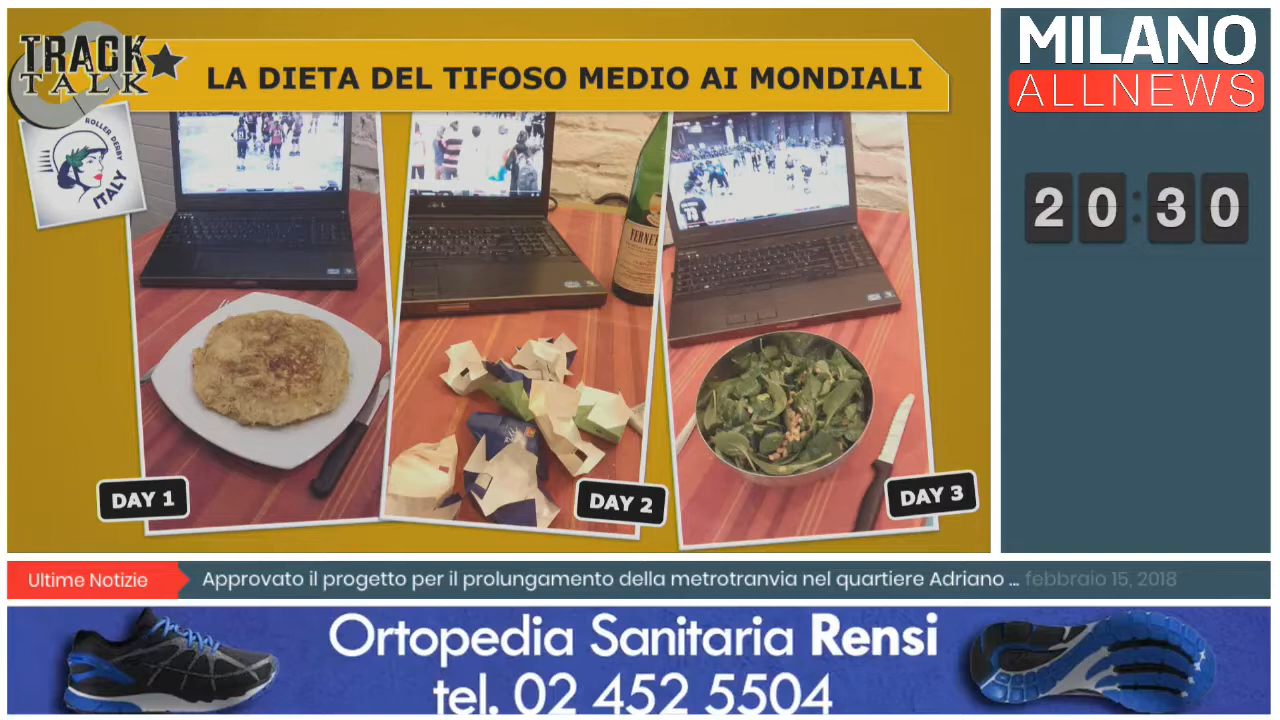 TRACK
TALK
LA DIETA DEL TIFOSO MEDIO AI MONDIALI
MILANO
ALLNEWS
ROLLER DERBY
ITALY
20:30
FERNET
DELL
DAY 1
DAY 2
DAY 3
Ultime Notizie
Approvato il progetto per il prolungamento della metrotranvia nel quartiere Adriano ... febbraio 15, 2018
Ortopedia Sanitaria Rensi
tel. 02 452 5504